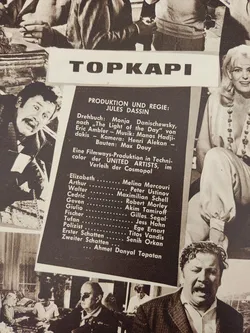 TOPKAPI
PRODUKTION UND REGIE:
JULES DASSIN
Drehbuch: Monja Danischewsky,
nach „The Light of the Day" von
Eric Ambler - Musik: Manos Hadji-
dakis - Kamera: Henri Alekan -
Bauten: Max Douy
Eine Filmways-Produktion in Techni-
color der UNITED ARTISTS, im
Verleih der Cosmopol
Elizabeth . . . Melina Mercouri
Arthur . . . Peter Ustinov
Walter . . . Maximilian Schell
Cedric . . . Robert Morley
Geven . . . Akim Tamiroff
Giulio . . . Gilles Segal
Fischer . . . Jess Hahn
Tufan . . . Ege Ernart
Polizist . . . Titos Vandis
Erster Schatten . . . Senih Orkan
Zweiter Schatten . . .
. . . Ahmet Danyal Topatan